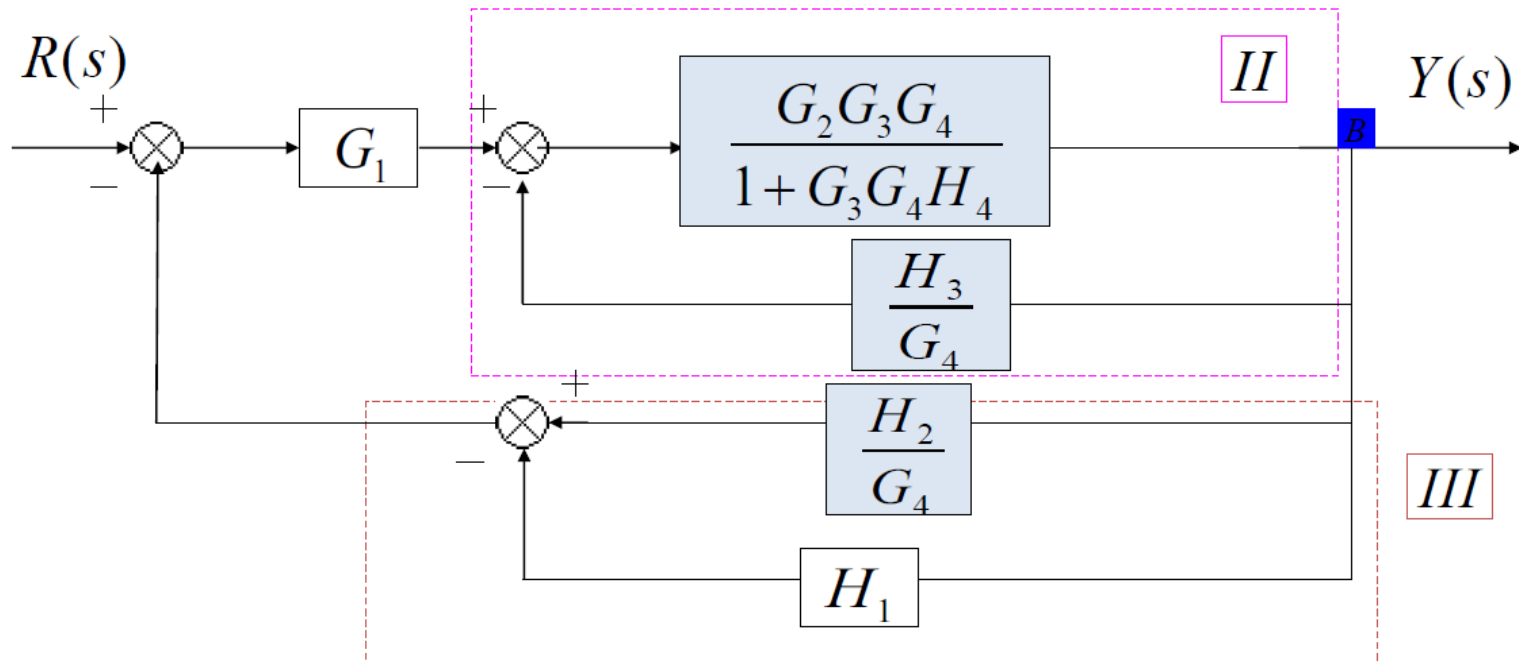 R(s)
+
−
G₁
+
−
G₂G₃G₄
1 + G₃G₄H₄
II
B
Y(s)
H₃
G₄
+
−
H₂
G₄
III
H₁